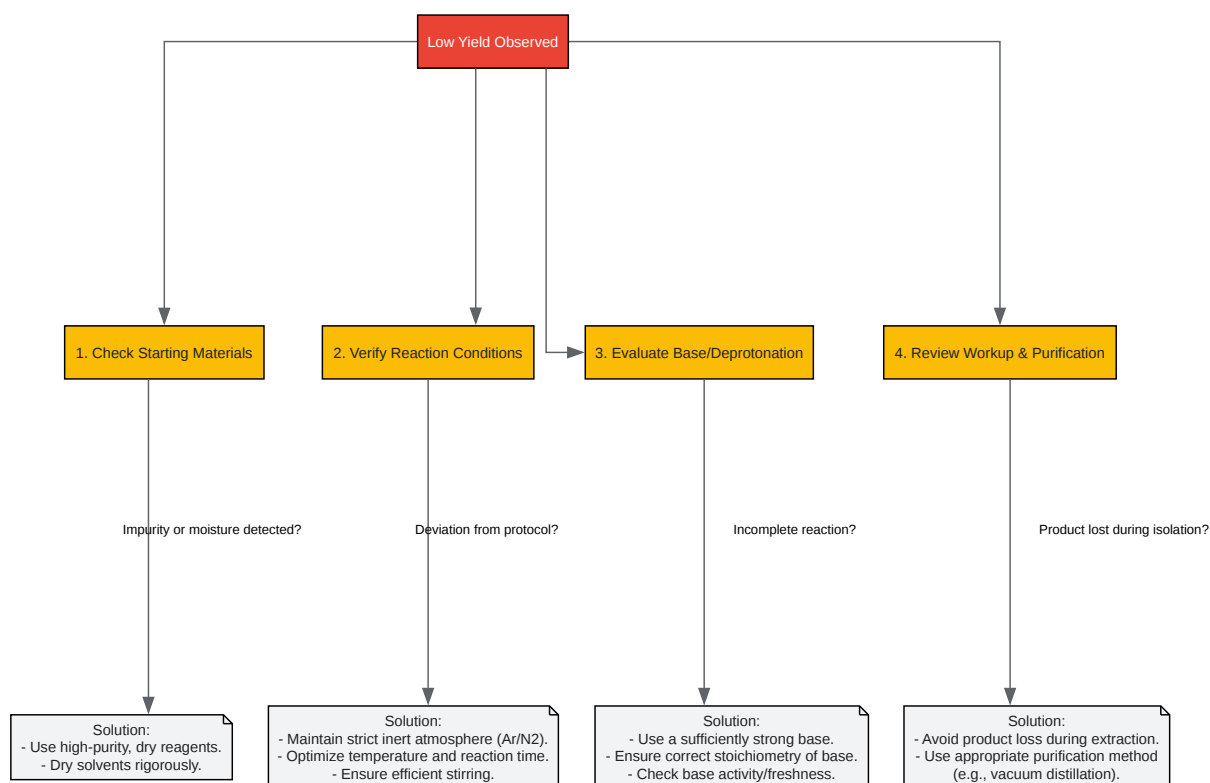 Low Yield Observed
1. Check Starting Materials
2. Verify Reaction Conditions
3. Evaluate Base/Deprotonation
4. Review Workup & Purification
Impurity or moisture detected?
Deviation from protocol?
Incomplete reaction?
Product lost during isolation?
Solution:
- Use high-purity, dry reagents.
- Dry solvents rigorously.
Solution:
- Maintain strict inert atmosphere (Ar/N2).
- Optimize temperature and reaction time.
- Ensure efficient stirring.
Solution:
- Use a sufficiently strong base.
- Ensure correct stoichiometry of base.
- Check base activity/freshness.
Solution:
- Avoid product loss during extraction.
- Use appropriate purification method
(e.g., vacuum distillation).